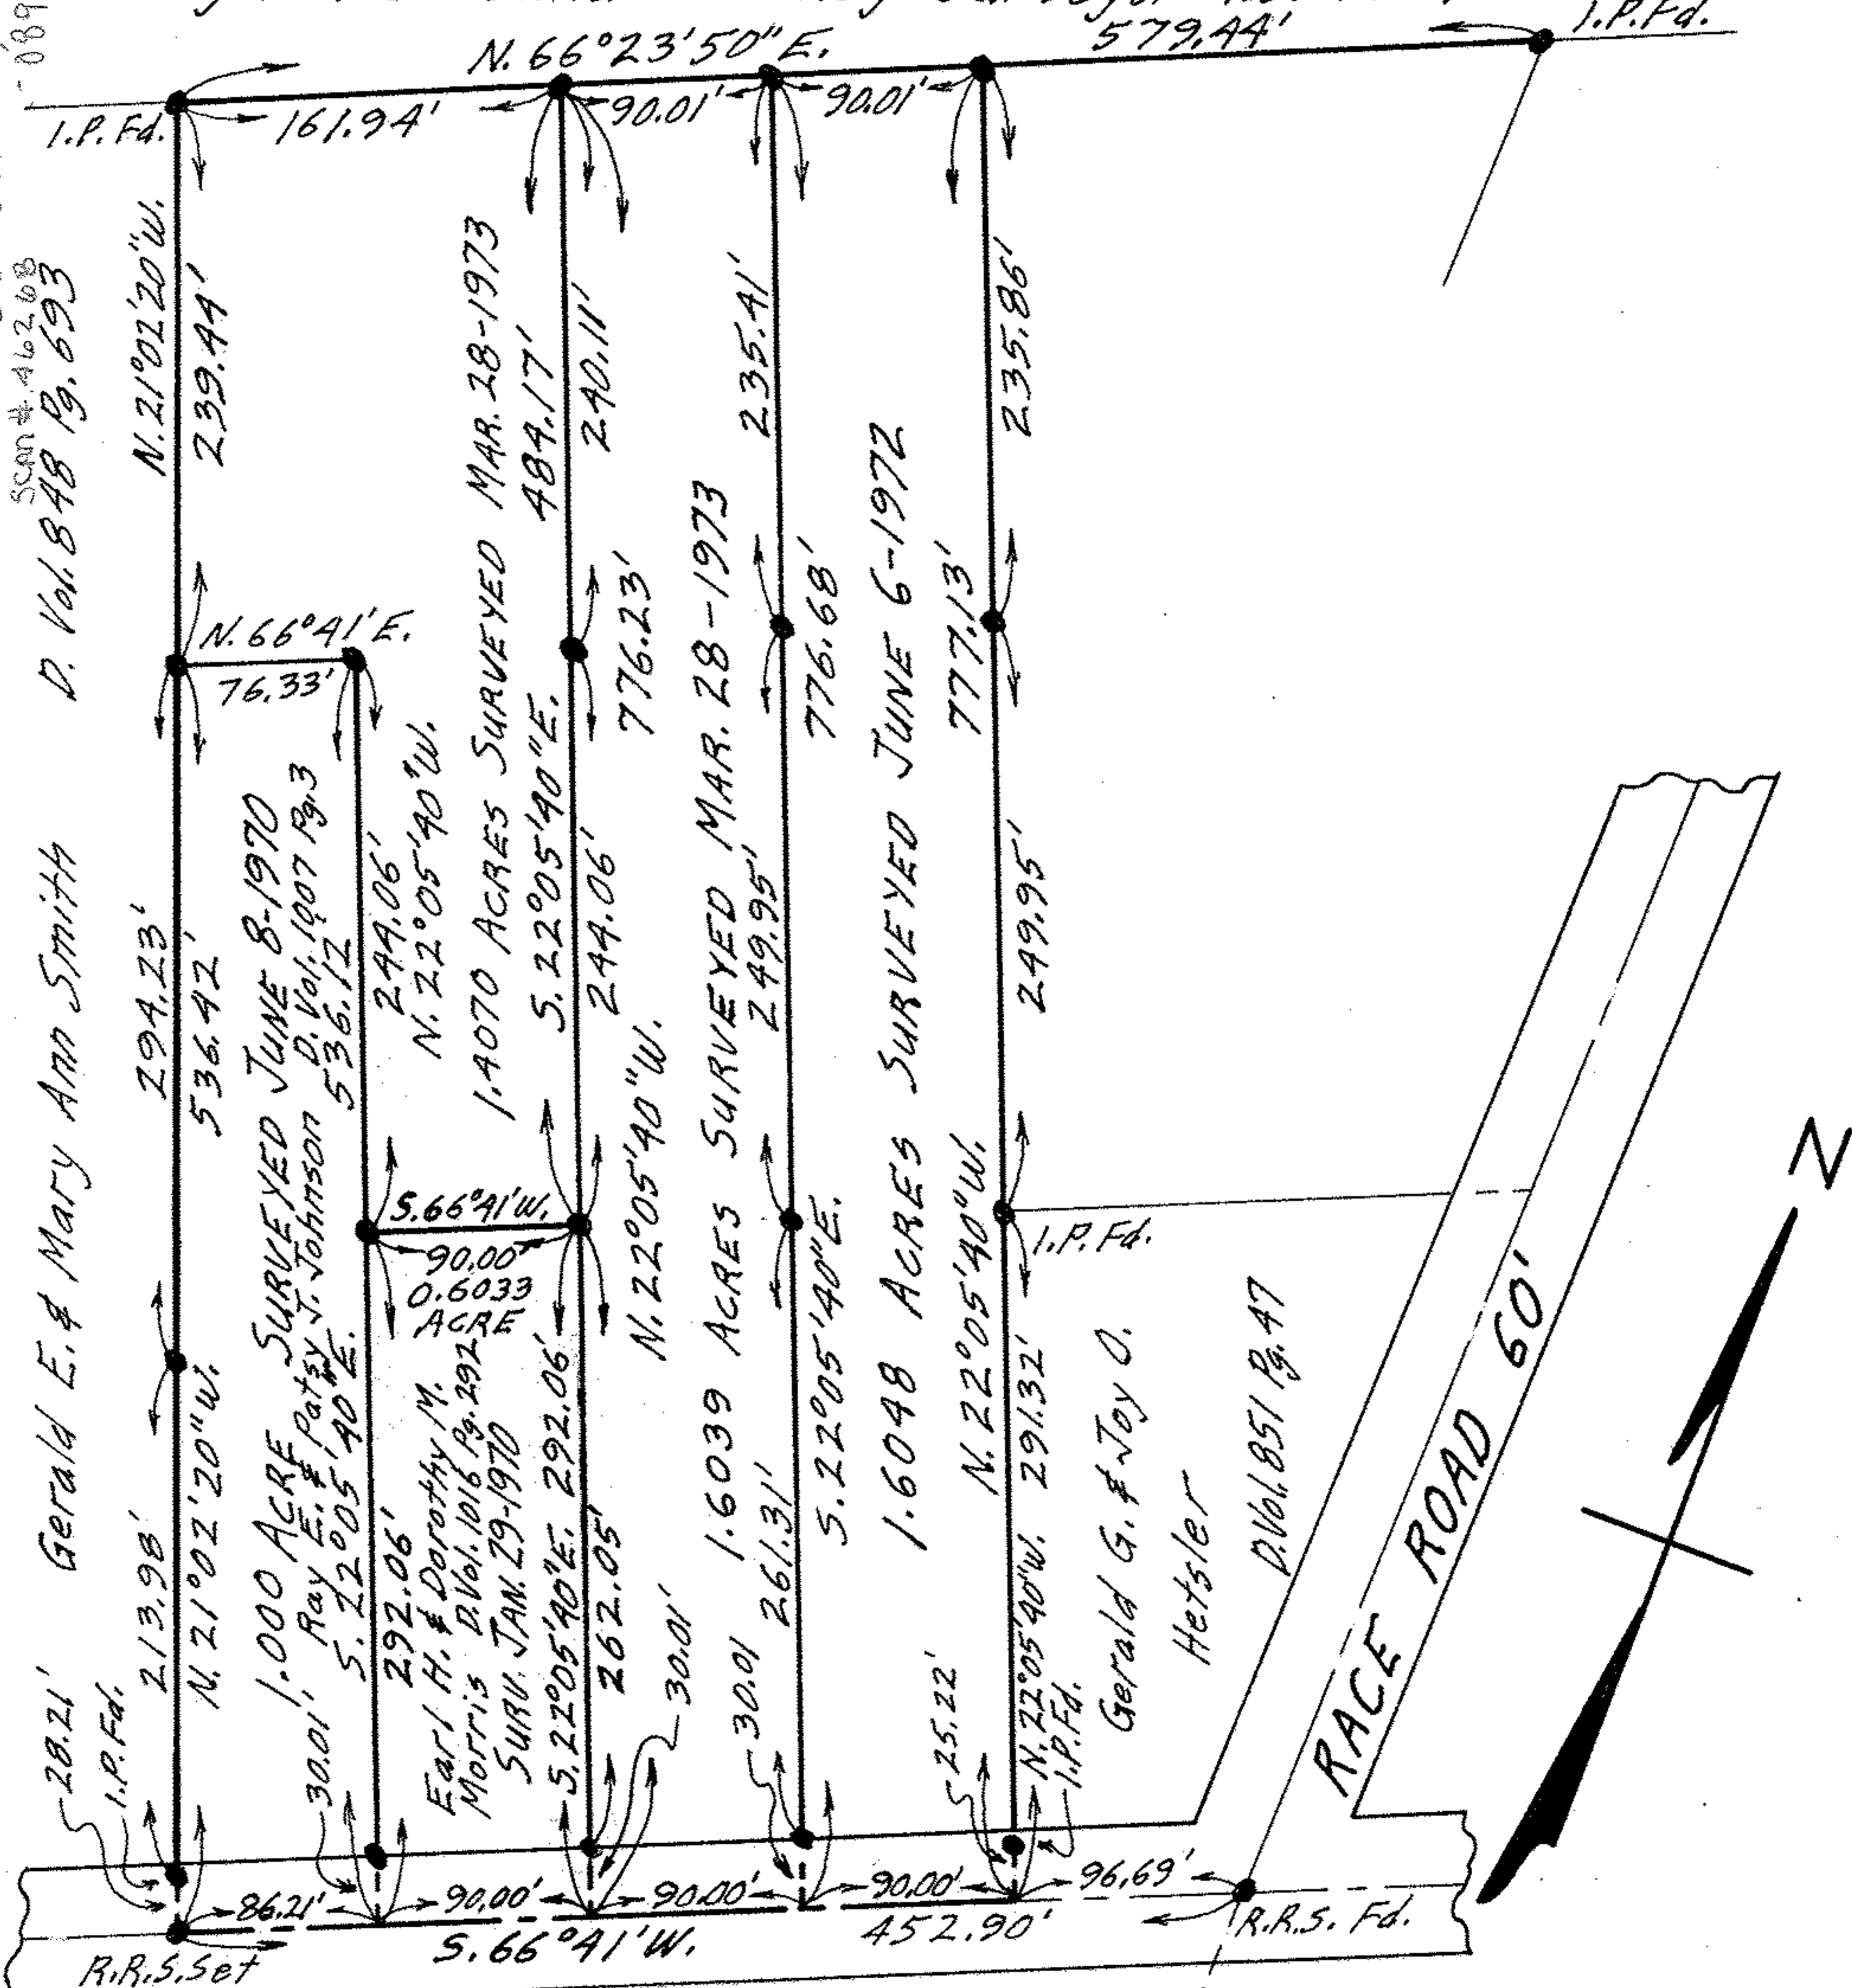 I.P.Fd.
N. 66°23'50" E.
579.44'
I.P. Fd.
161.94'
90.01'
90.01'
SCAN# A626B
D. Vol. 848 Pg. 693
Gerald E. & Mary Ann Smith
N. 21°02'20" W.
239.44'
N. 66°41' E.
76.33'
294.23'
536.42'
213.98'
N. 21°02'20" W.
28.21'
I.P.Fd.
1.000 ACRE SURVEYED JUNE 8-1970
Ray E. & Patsy J. Johnson D. Vol. 1007 Pg. 3
S. 22°05'40" E. 536.12
30.01'
244.06'
N. 22°05'40" W.
292.06'
1.4070 ACRES SURVEYED MAR. 28-1973
S. 22°05'40" E. 484.17'
240.11'
776.23'
244.06'
S. 66°41' W.
90.00'
0.6033
ACRE
Earl H. & Dorothy M.
Morris D. Vol. 1016 Pg. 292
SURV. JAN. 29-1970
S. 22°05'40" E. 292.06'
262.05'
30.01'
N. 22°05'40" W.
1.6039 ACRES SURVEYED MAR. 28-1973
235.41'
776.68'
249.95'
261.31'
30.01
S. 22°05'40" E.
1.6048 ACRES SURVEYED JUNE 6-1972
N. 22°05'40" W.
777.13'
235.86'
249.95'
I.P.Fd.
N. 22°05'40" W. 291.32'
25.22'
I.P.Fd.
Gerald G. & Joy O.
Hetsler
D.Vol. 851 Pg. 47
RACE ROAD 60'
N
86.21'
90.00'
90.00'
90.00'
96.69'
R.R.S. Set
S. 66°41' W.
452.90'
R.R.S. Fd.